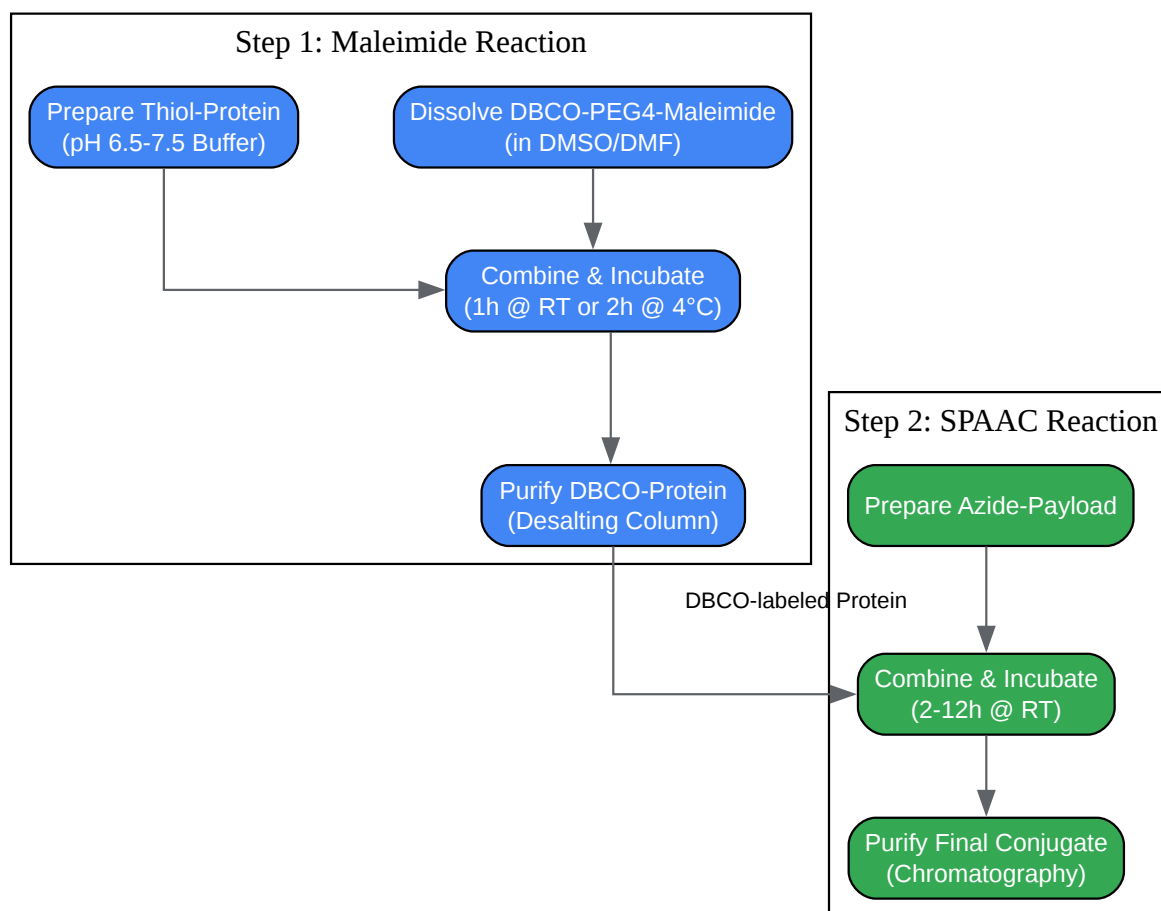 Step 1: Maleimide Reaction
Prepare Thiol-Protein
(pH 6.5-7.5 Buffer)
Dissolve DBCO-PEG4-Maleimide
(in DMSO/DMF)
Combine & Incubate
(1h @ RT or 2h @ 4°C)
Purify DBCO-Protein
(Desalting Column)
DBCO-labeled Protein
Step 2: SPAAC Reaction
Prepare Azide-Payload
Combine & Incubate
(2-12h @ RT)
Purify Final Conjugate
(Chromatography)